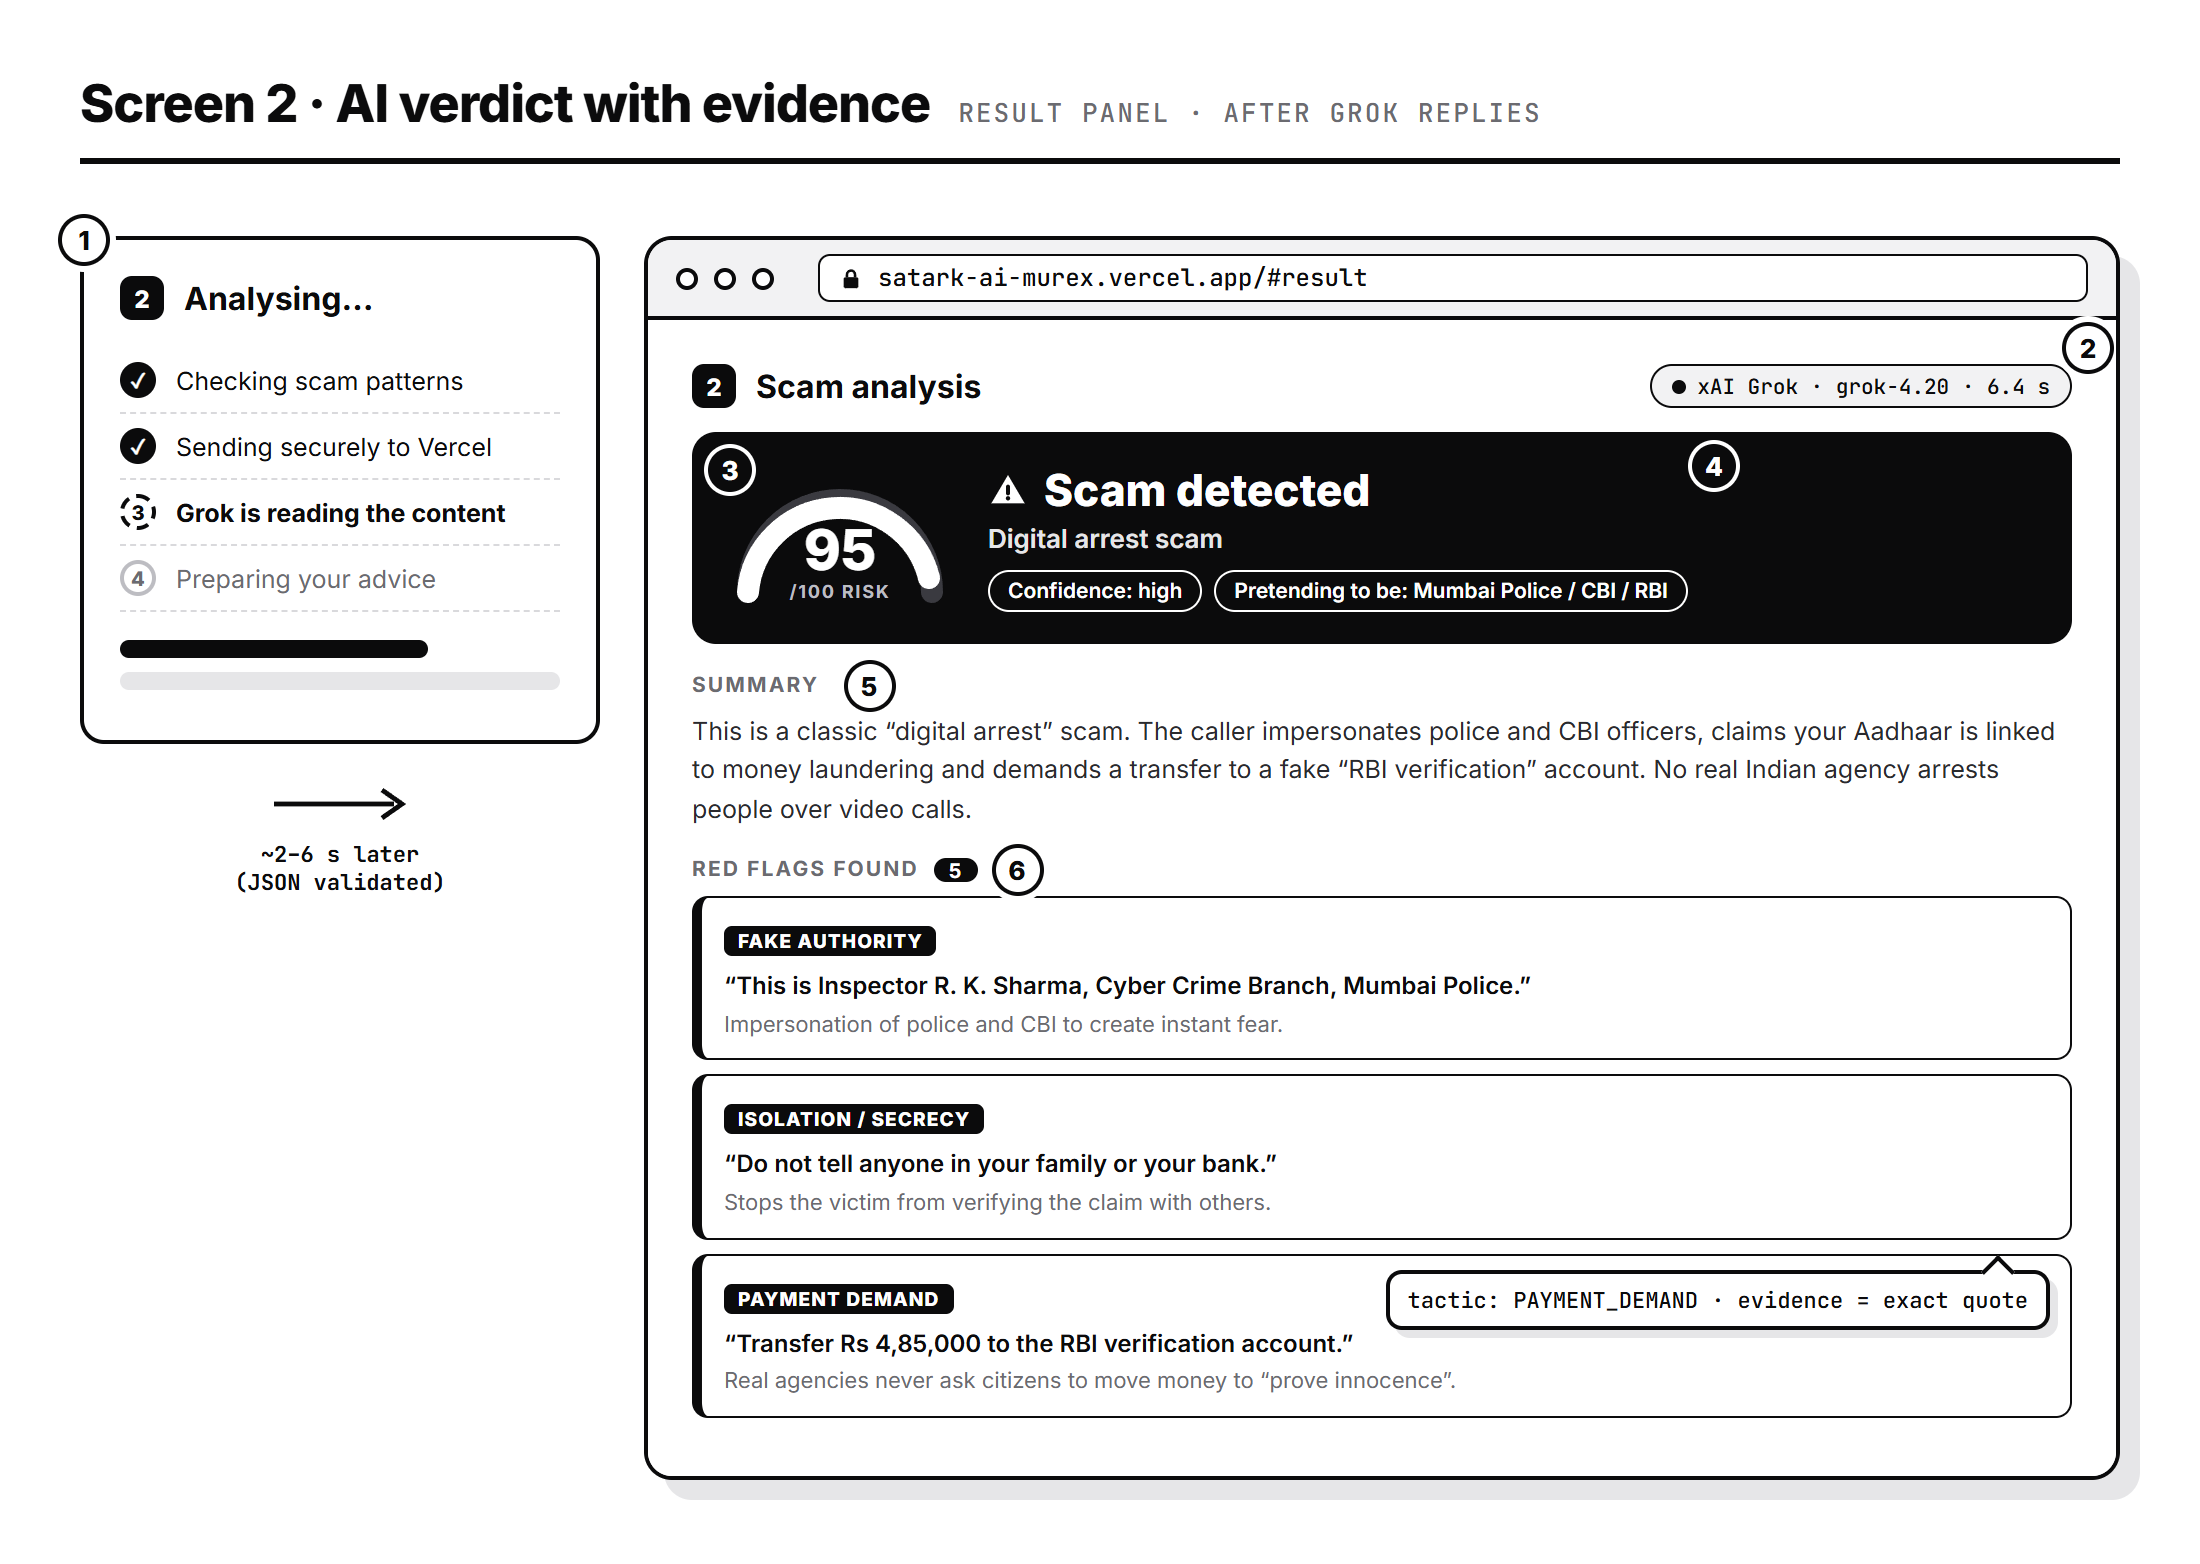 Screen 2 · AI verdict with evidence RESULT PANEL · AFTER GROK REPLIES
1
2 Analysing...
✓ Checking scam patterns
✓ Sending securely to Vercel
3 Grok is reading the content
4 Preparing your advice
~2–6 s later
(JSON validated)
satark-ai-murex.vercel.app/#result
2
2 Scam analysis
xAI Grok · grok-4.20 · 6.4 s
3
95
/100 RISK
4
Scam detected
Digital arrest scam
Confidence: high
Pretending to be: Mumbai Police / CBI / RBI
SUMMARY 5
This is a classic “digital arrest” scam. The caller impersonates police and CBI officers, claims your Aadhaar is linked
to money laundering and demands a transfer to a fake “RBI verification” account. No real Indian agency arrests
people over video calls.
RED FLAGS FOUND 5 6
FAKE AUTHORITY
“This is Inspector R. K. Sharma, Cyber Crime Branch, Mumbai Police.”
Impersonation of police and CBI to create instant fear.
ISOLATION / SECRECY
“Do not tell anyone in your family or your bank.”
Stops the victim from verifying the claim with others.
PAYMENT DEMAND
tactic: PAYMENT_DEMAND · evidence = exact quote
“Transfer Rs 4,85,000 to the RBI verification account.”
Real agencies never ask citizens to move money to “prove innocence”.